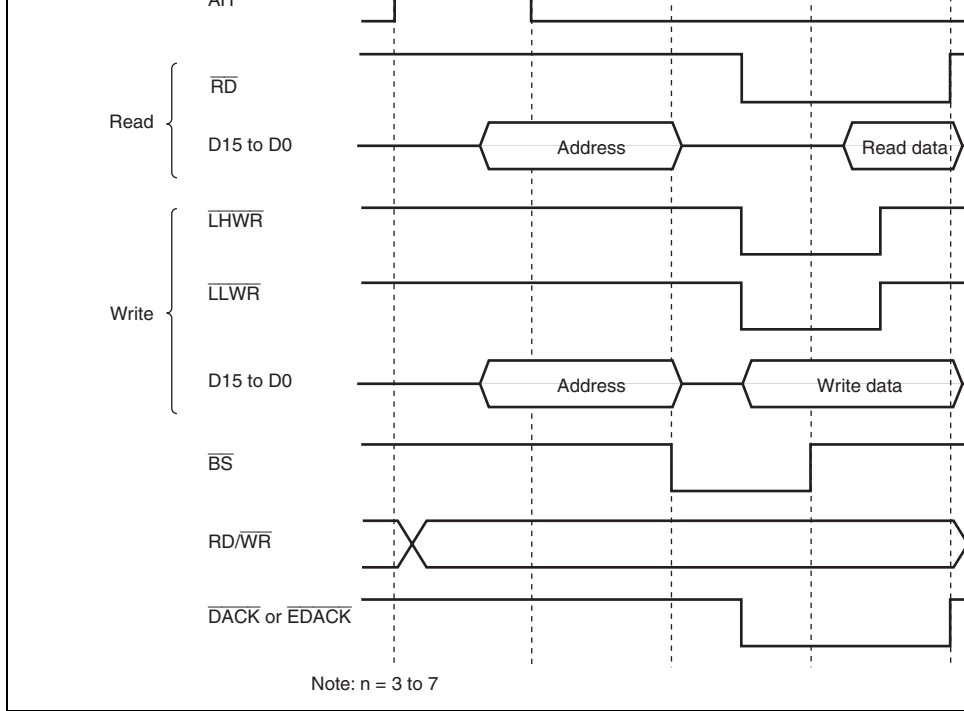 Read
RD
D15 to D0
Address
Read data
Write
LHWR
LLWR
D15 to D0
Address
Write data
BS
RD/WR
DACK or EDACK
Note: n = 3 to 7